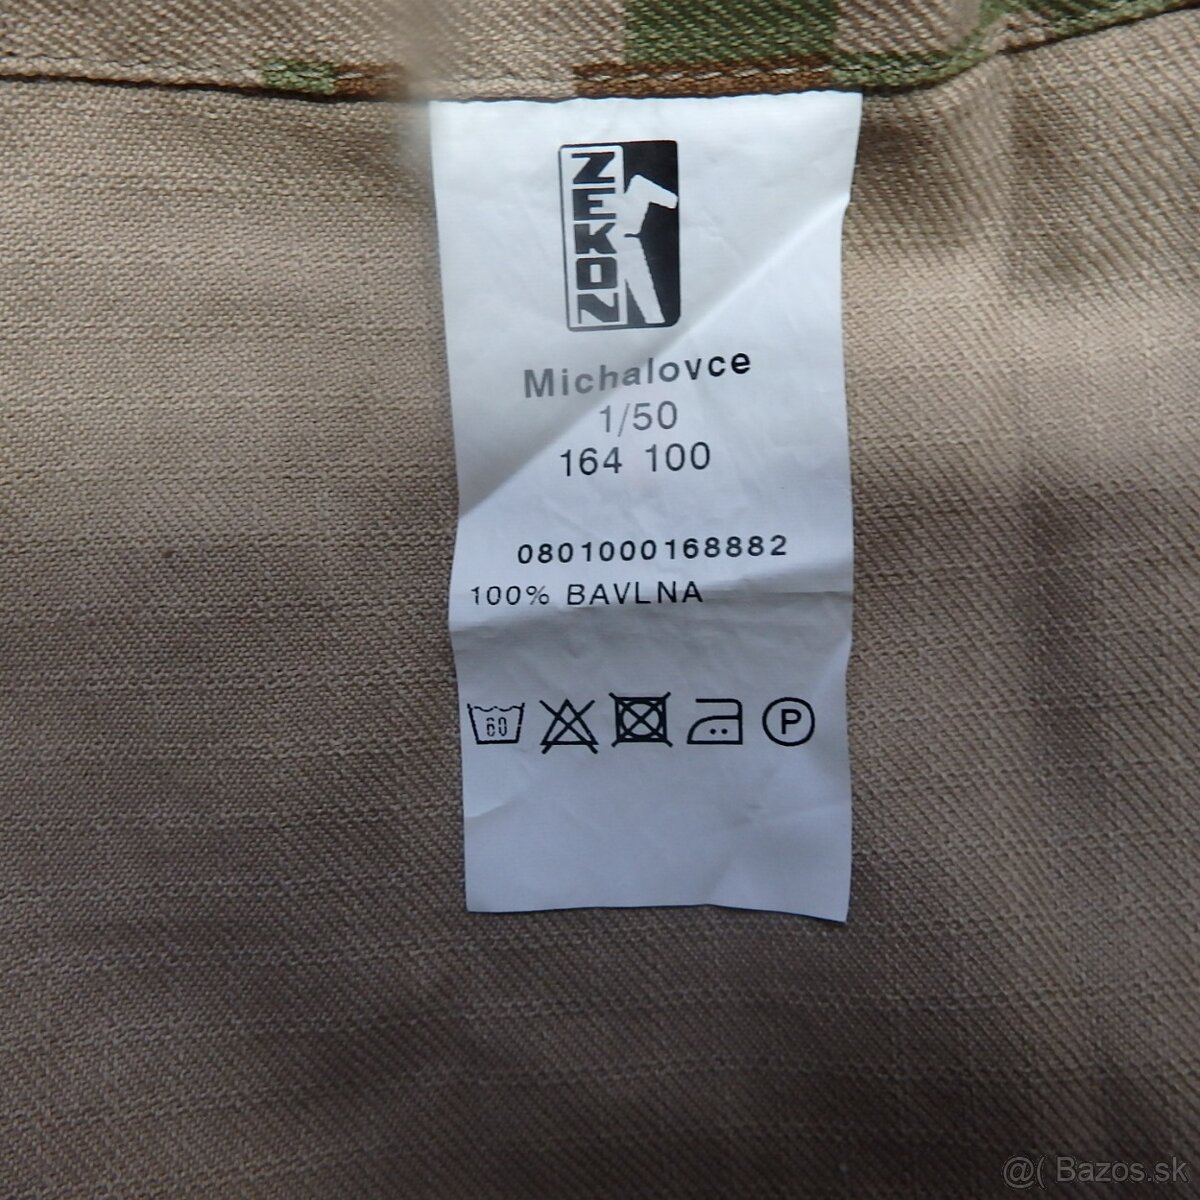 ZEKON
Michalovce
1/50
164 100
0801000168882
100% BAVLNA
60
P
@( Bazos.sk